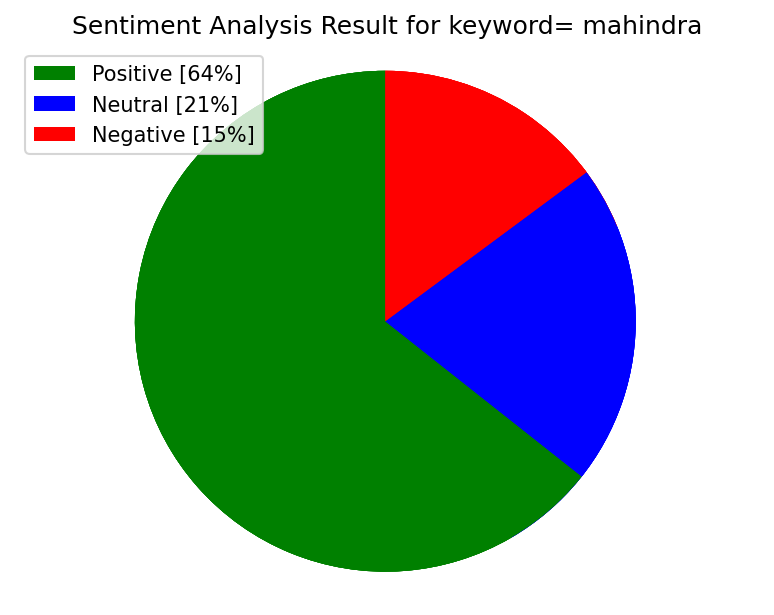 Sentiment Analysis Result for keyword= mahindra
Positive [64%]
Neutral [21%]
Negative [15%]